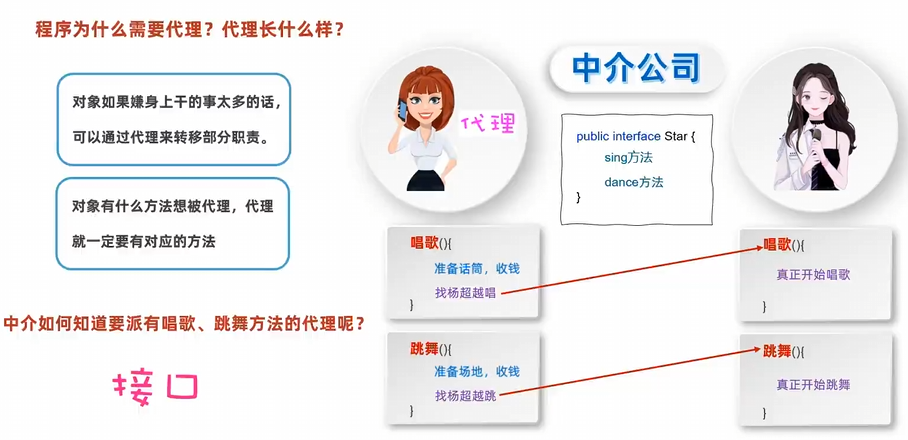 程序为什么需要代理？代理长什么样？
对象如果嫌身上干的事太多的话，
可以通过代理来转移部分职责。
对象有什么方法想被代理，代理
就一定要有对应的方法
中介如何知道要派有唱歌、跳舞方法的代理呢？
接口
代理
中介公司
public interface Star {
sing方法
dance方法
}
唱歌(){
准备话筒，收钱
找杨超越唱
}
唱歌(){
真正开始唱歌
}
跳舞(){
准备场地，收钱
找杨超越跳
}
跳舞(){
真正开始跳舞
}